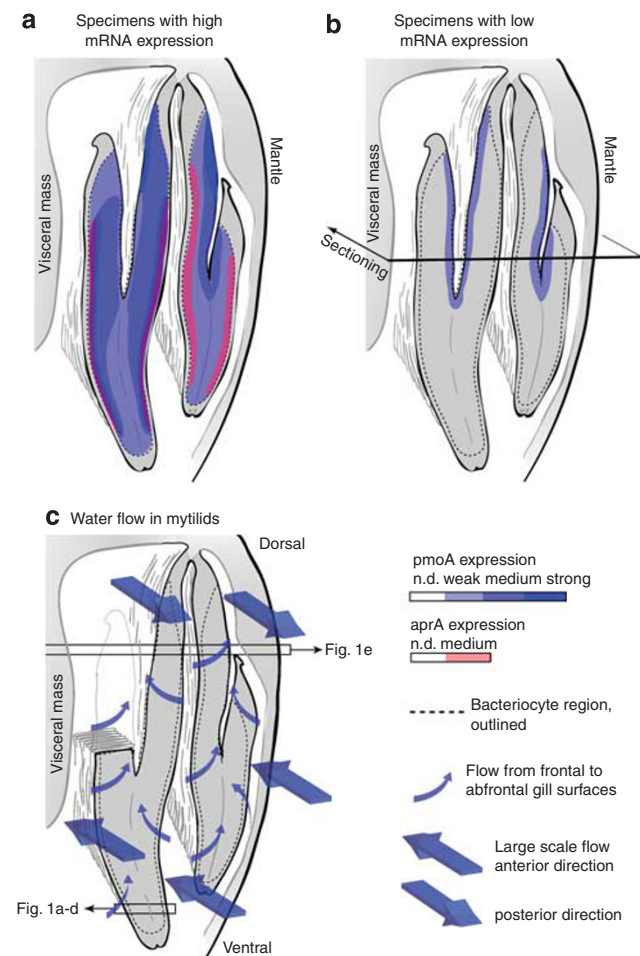 a
Specimens with high
mRNA expression
Visceral mass
Mantle
b
Specimens with low
mRNA expression
Visceral mass
Mantle
Sectioning
c Water flow in mytilids
Dorsal
Fig. 1e
Visceral mass
Fig. 1a-d
Ventral
pmoA expression
n.d. weak medium strong
aprA expression
n.d. medium
Bacteriocyte region,
outlined
Flow from frontal to
abfrontal gill surfaces
Large scale flow
anterior direction
posterior direction